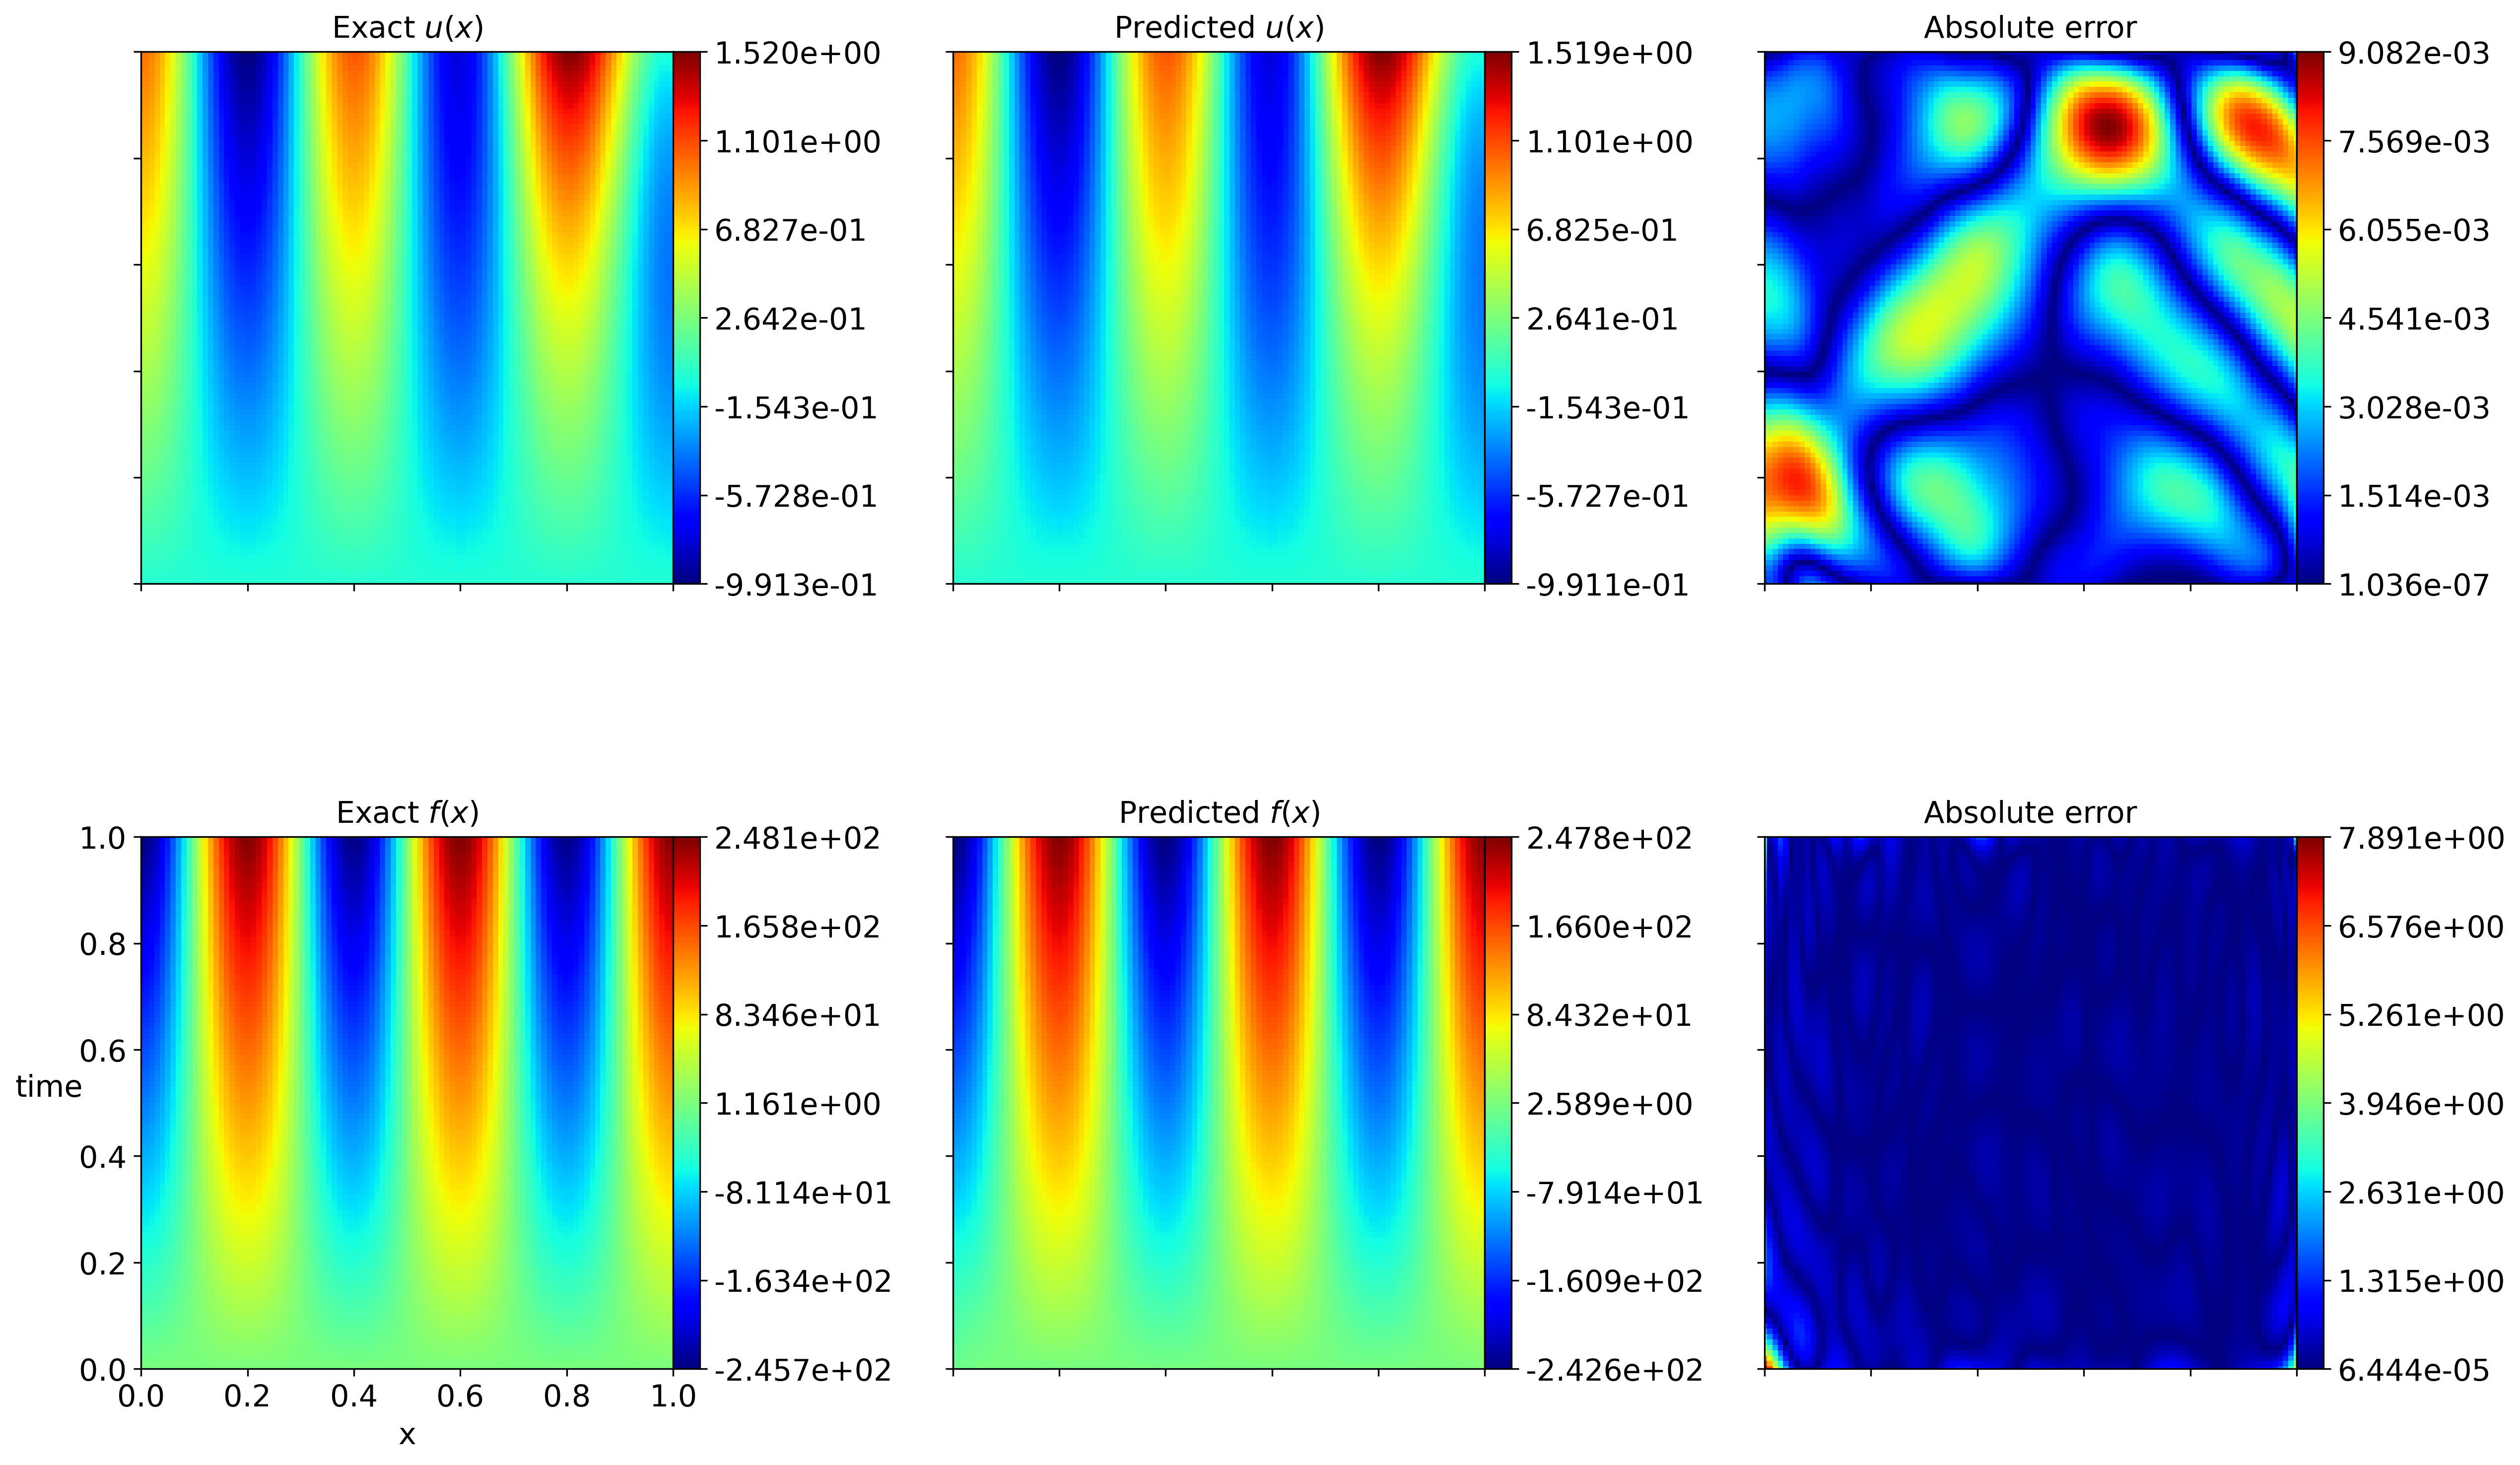 Exact u(x)
1.520e+00
1.101e+00
6.827e-01
2.642e-01
-1.543e-01
-5.728e-01
-9.913e-01
Predicted u(x)
1.519e+00
1.101e+00
6.825e-01
2.641e-01
-1.543e-01
-5.727e-01
-9.911e-01
Absolute error
9.082e-03
7.569e-03
6.055e-03
4.541e-03
3.028e-03
1.514e-03
1.036e-07
Exact f(x)
time
1.0
0.8
0.6
0.4
0.2
0.0
0.0 0.2 0.4 0.6 0.8 1.0
x
2.481e+02
1.658e+02
8.346e+01
1.161e+00
-8.114e+01
-1.634e+02
-2.457e+02
Predicted f(x)
2.478e+02
1.660e+02
8.432e+01
2.589e+00
-7.914e+01
-1.609e+02
-2.426e+02
Absolute error
7.891e+00
6.576e+00
5.261e+00
3.946e+00
2.631e+00
1.315e+00
6.444e-05